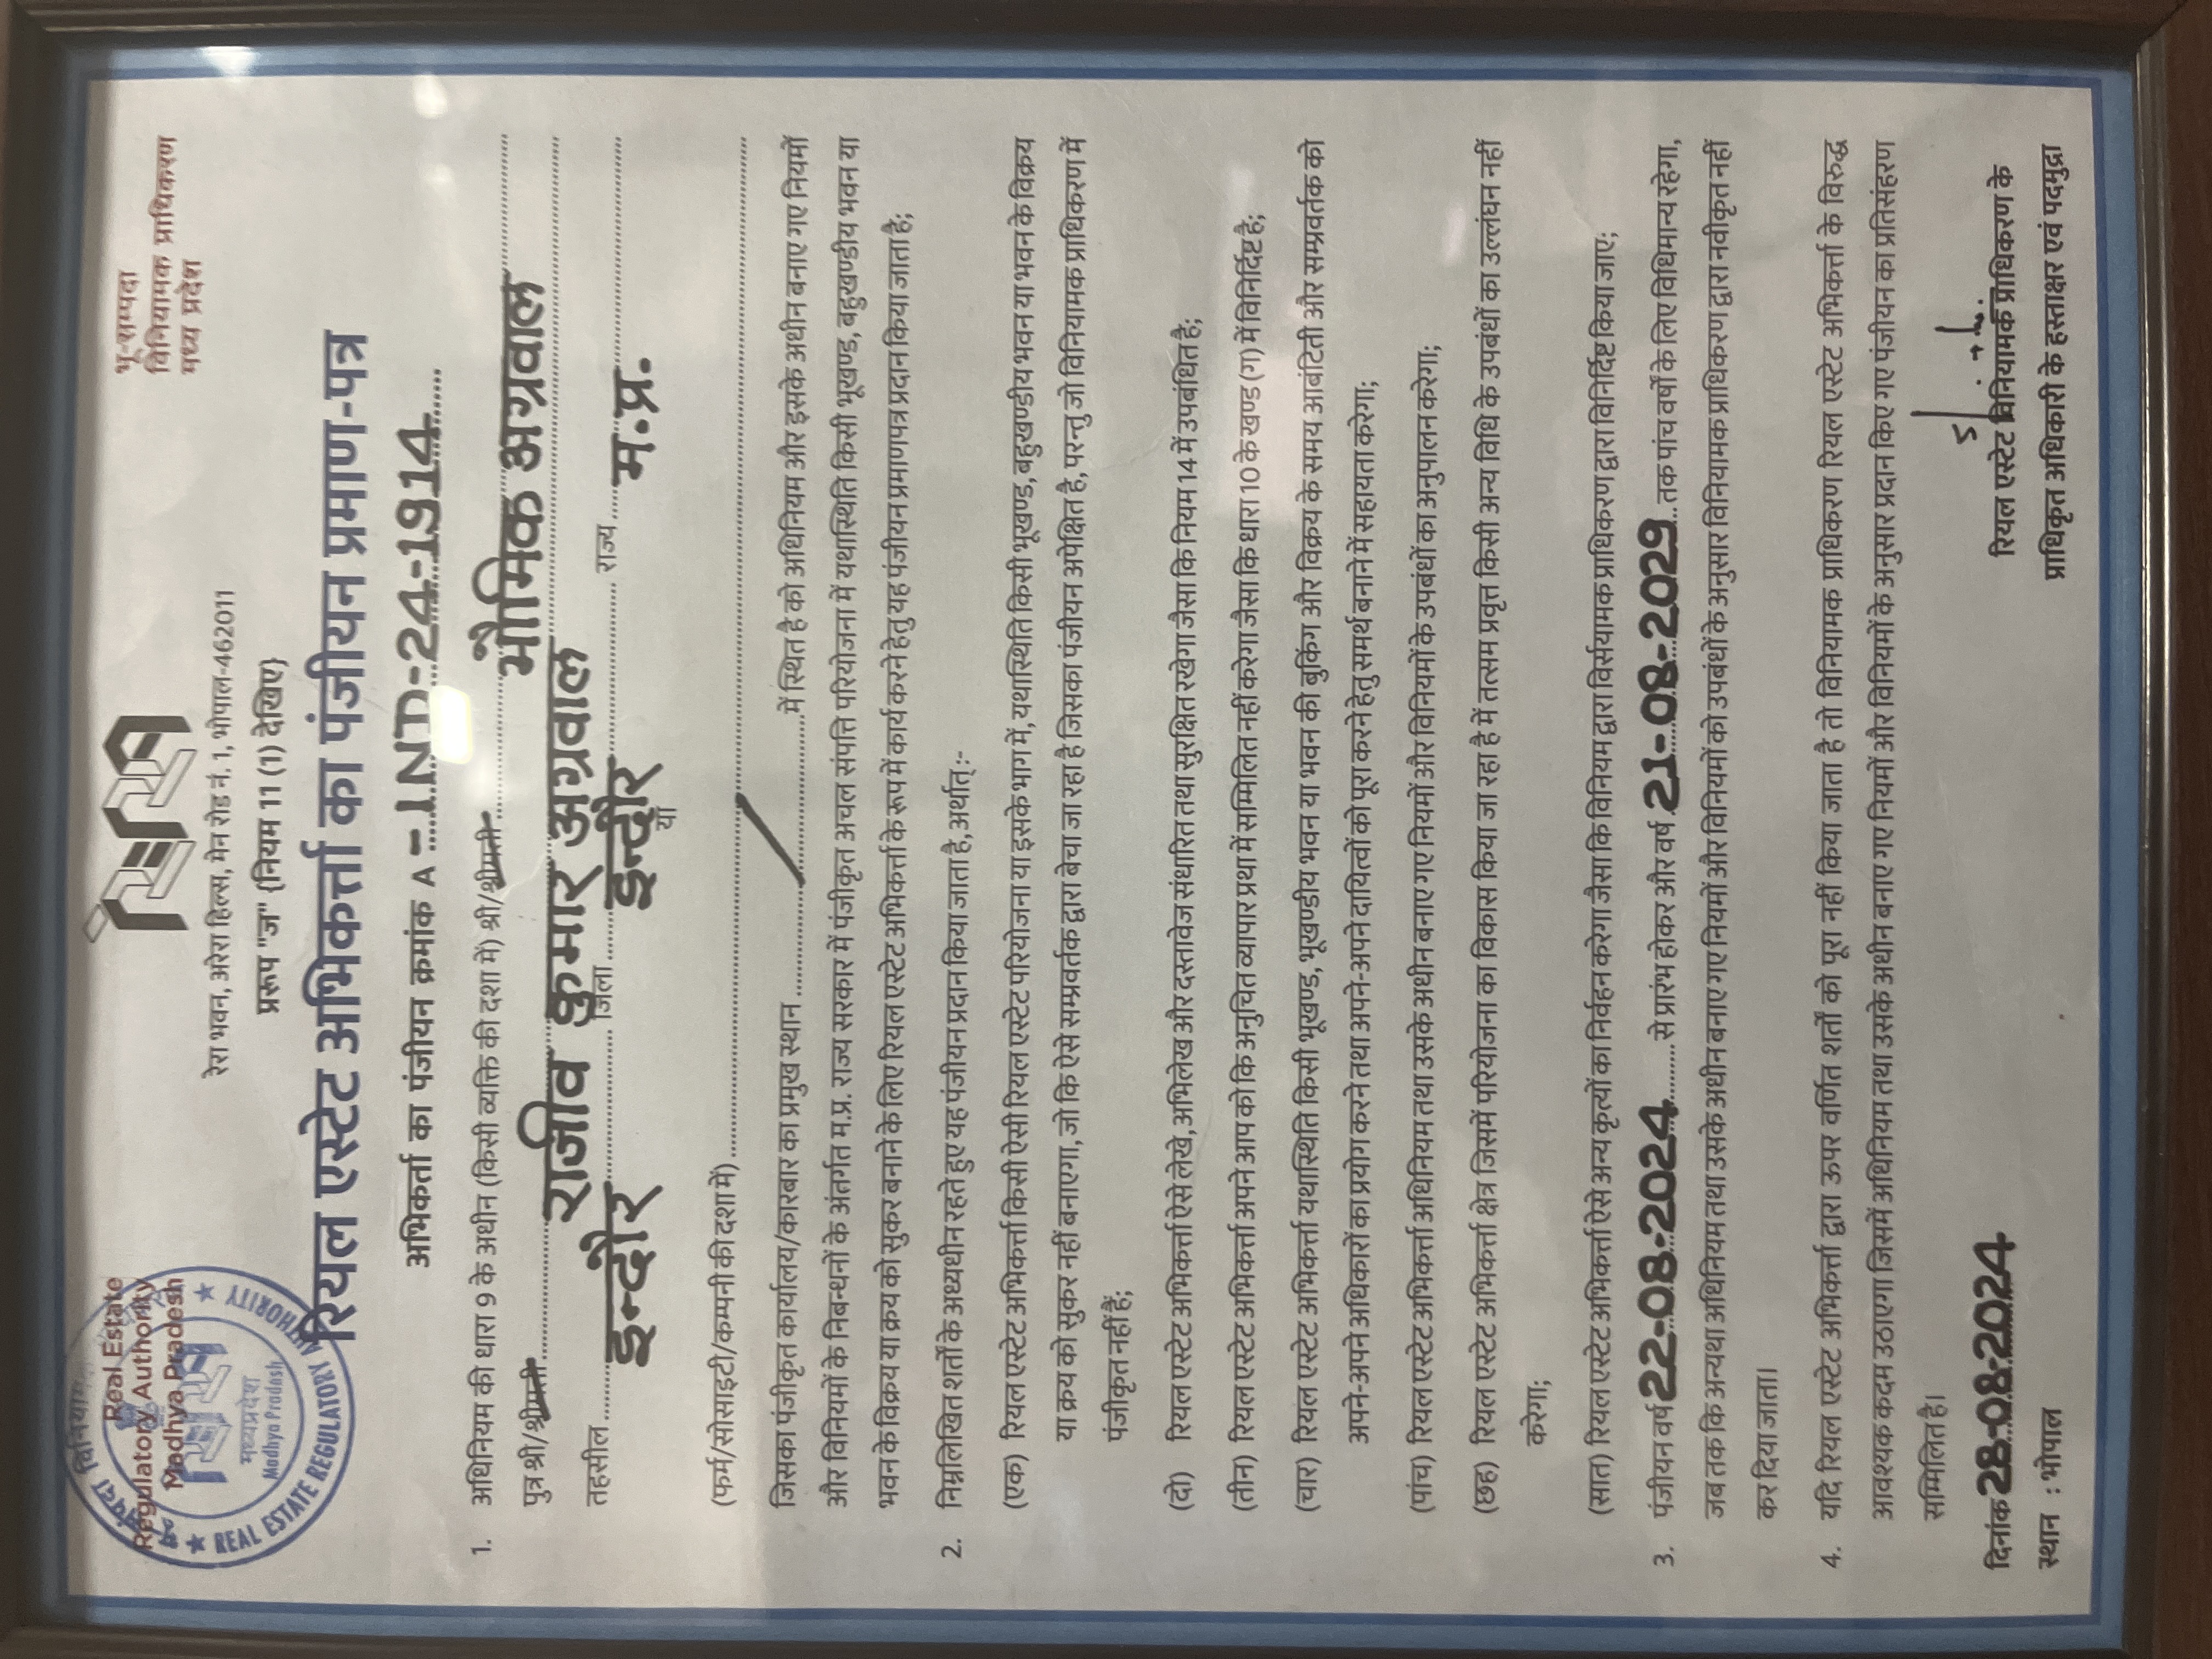 Real Estate
Regulatory Authority
Madhya Pradesh
REAL ESTATE REGULATORY AUTHORITY
मध्यप्रदेश
Madhya Pradesh
भू-सम्पदा
विनियामक प्राधिकरण
मध्य प्रदेश
रेरा भवन, अरेरा हिल्स, मेन रोड नं. 1, भोपाल-462011
प्ररूप "ज" {नियम 11 (1) देखिए}
रियल एस्टेट अभिकर्त्ता का पंजीयन प्रमाण-पत्र
अभिकर्ता का पंजीयन क्रमांक A - IND-24-1914
1. अधिनियम की धारा 9 के अधीन (किसी व्यक्ति की दशा में) श्री/श्रीमती भौमिक अग्रवाल
पुत्र श्री/श्रीमती राजीव कुमार अग्रवाल
तहसील इन्दौर जिला इन्दौर राज्य म.प्र.
या
(फर्म/सोसाइटी/कम्पनी की दशा में)
जिसका पंजीकृत कार्यालय/कारबार का प्रमुख स्थान में स्थित है को अधिनियम और इसके अधीन बनाए गए नियमों
और विनियमों के निबन्धनों के अंतर्गत म.प्र. राज्य सरकार में पंजीकृत अचल संपत्ति परियोजना में यथास्थिति किसी भूखण्ड, बहुखण्डीय भवन या
भवन के विक्रय या क्रय को सुकर बनाने के लिए रियल एस्टेट अभिकर्त्ता के रूप में कार्य करने हेतु यह पंजीयन प्रमाणपत्र प्रदान किया जाता है;
2. निम्नलिखित शर्तों के अध्यधीन रहते हुए यह पंजीयन प्रदान किया जाता है, अर्थात्:-
(एक) रियल एस्टेट अभिकर्त्ता किसी ऐसी रियल एस्टेट परियोजना या इसके भाग में, यथास्थिति किसी भूखण्ड, बहुखण्डीय भवन या भवन के विक्रय
या क्रय को सुकर नहीं बनाएगा, जो कि ऐसे सम्प्रवर्तक द्वारा बेचा जा रहा है जिसका पंजीयन अपेक्षित है, परन्तु जो विनियामक प्राधिकरण में
पंजीकृत नहीं हैं;
(दो) रियल एस्टेट अभिकर्त्ता ऐसे लेखे, अभिलेख और दस्तावेज संधारित तथा सुरक्षित रखेगा जैसा कि नियम 14 में उपबंधित है;
(तीन) रियल एस्टेट अभिकर्त्ता अपने आप को कि अनुचित व्यापार प्रथा में सम्मिलित नहीं करेगा जैसा कि धारा 10 के खण्ड (ग) में विनिर्दिष्ट है;
(चार) रियल एस्टेट अभिकर्त्ता यथास्थिति किसी भूखण्ड, भूखण्डीय भवन या भवन की बुकिंग और विक्रय के समय आबंटिती और सम्प्रवर्तक को
अपने-अपने अधिकारों का प्रयोग करने तथा अपने-अपने दायित्वों को पूरा करने हेतु समर्थ बनाने में सहायता करेगा;
(पांच) रियल एस्टेट अभिकर्त्ता अधिनियम तथा उसके अधीन बनाए गए नियमों और विनियमों के उपबंधों का अनुपालन करेगा;
(छह) रियल एस्टेट अभिकर्त्ता क्षेत्र जिसमें परियोजना का विकास किया जा रहा है में तत्सम प्रवृत्त किसी अन्य विधि के उपबंधों का उल्लंघन नहीं
करेगा;
(सात) रियल एस्टेट अभिकर्त्ता ऐसे अन्य कृत्यों का निर्वहन करेगा जैसा कि विनियम द्वारा विर्सयामक प्राधिकरण द्वारा विनिर्दिष्ट किया जाए;
3. पंजीयन वर्ष 22-08-2024 से प्रारंभ होकर और वर्ष 21-08-2029 तक पांच वर्षों के लिए विधिमान्य रहेगा,
जब तक कि अन्यथा अधिनियम तथा उसके अधीन बनाए गए नियमों और विनियमों को उपबंधों के अनुसार विनियामक प्राधिकरण द्वारा नवीकृत नहीं
कर दिया जाता।
4. यदि रियल एस्टेट अभिकर्त्ता द्वारा ऊपर वर्णित शर्तों को पूरा नहीं किया जाता है तो विनियामक प्राधिकरण रियल एस्टेट अभिकर्त्ता के विरुद्ध
आवश्यक कदम उठाएगा जिसमें अधिनियम तथा उसके अधीन बनाए गए नियमों और विनियमों के अनुसार प्रदान किए गए पंजीयन का प्रतिसंहरण
सम्मिलित है।
दिनांक 28-08-2024
स्थान : भोपाल
रियल एस्टेट विनियामक प्राधिकरण के
प्राधिकृत अधिकारी के हस्ताक्षर एवं पदमुद्रा